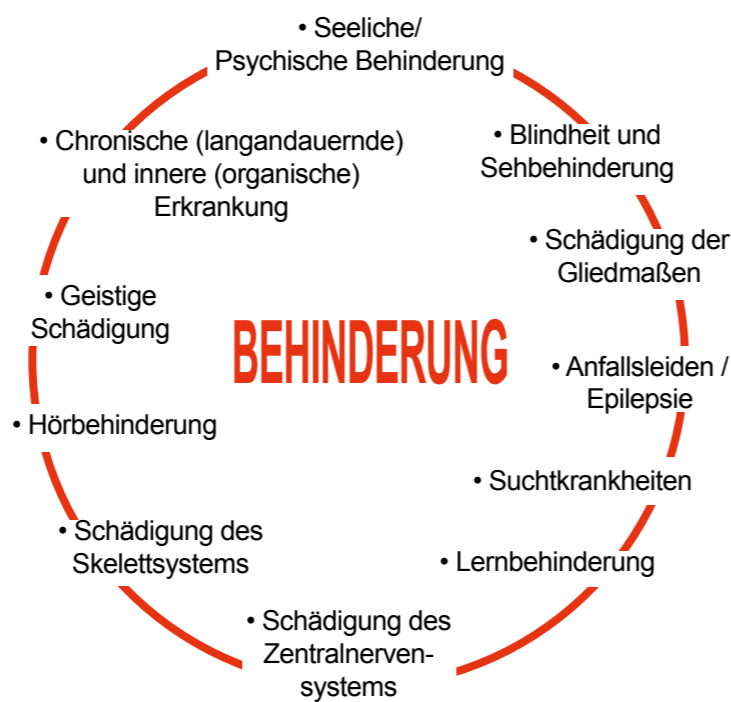 • Seeliche/
Psychische Behinderung
• Blindheit und
Sehbehinderung
• Schädigung der
Gliedmaßen
• Anfallsleiden /
Epilepsie
• Suchtkrankheiten
• Lernbehinderung
• Schädigung des
Zentralnerven-
systems
• Schädigung des
Skelettsystems
• Hörbehinderung
• Geistige
Schädigung
• Chronische (langandauernde)
und innere (organische)
Erkrankung
BEHINDERUNG